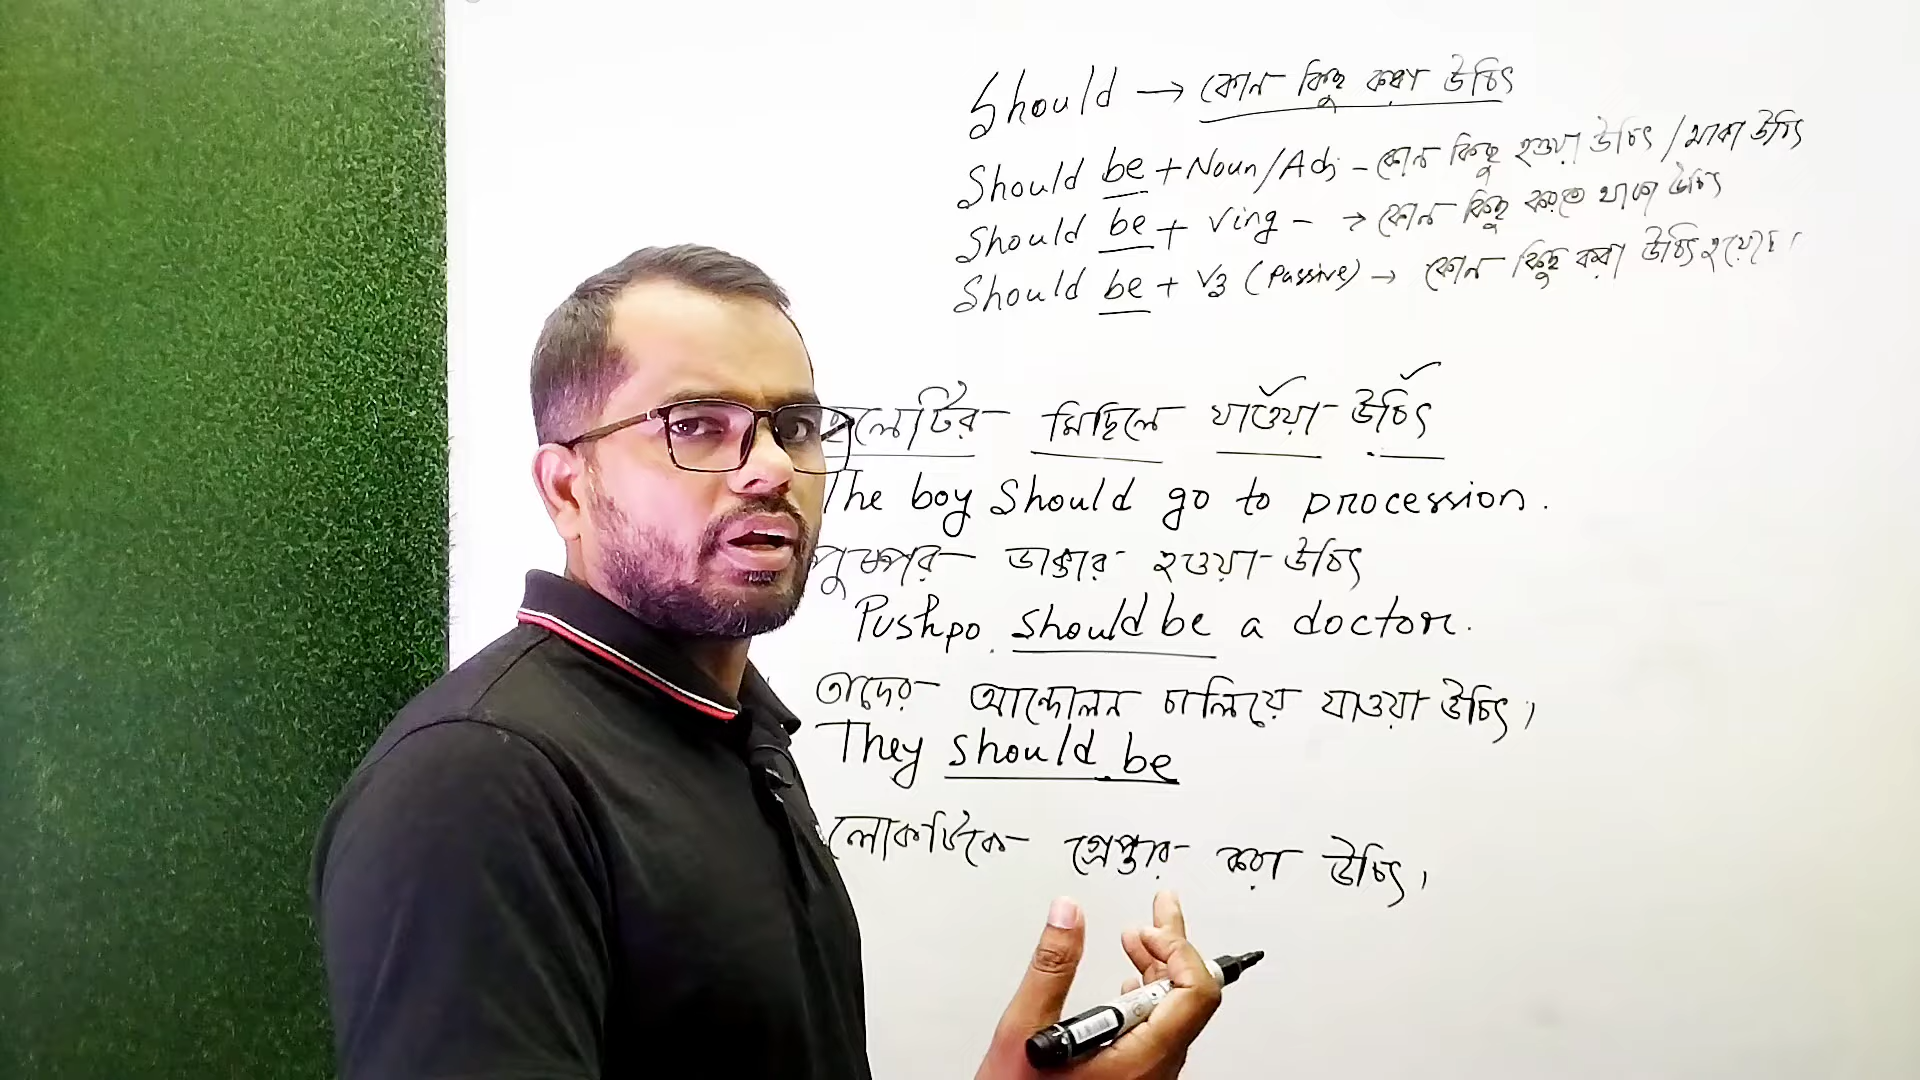 Should → কোন কিছু করা উচিৎ
Should be + Noun/Adj – কোন কিছু হওয়া উচিৎ / থাকা উচিৎ
Should be + Ving – → কোন কিছু করতে থাকা উচিৎ
Should be + V3 (Passive) → কোন কিছু করা উচিৎ হয়েছে।
ছেলেটির মিছিলে যাওঁয়া উচিৎ
The boy Should go to procession.
পুষ্পর ডাক্তার হওয়া উচিৎ
Pushpo should be a doctor.
তাদের আন্দোলন চালিয়ে যাওয়া উচিৎ।
They should be
লোকটিকে গ্রেপ্তার করা উচিৎ।